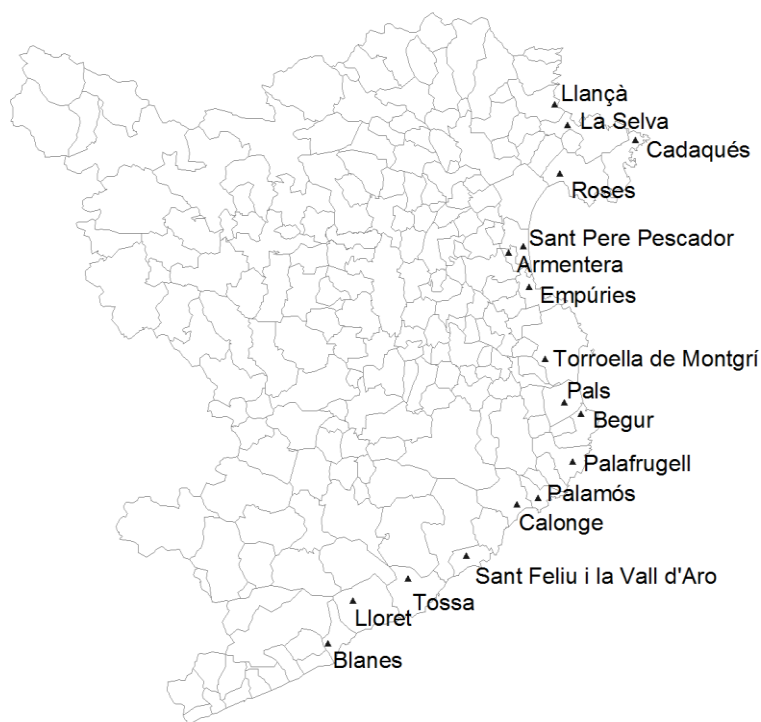 Llançà
La Selva
Cadaqués
Roses
Sant Pere Pescador
Armentera
Empúries
Torroella de Montgrí
Pals
Begur
Palafrugell
Palamós
Calonge
Sant Feliu i la Vall d'Aro
Tossa
Lloret
Blanes